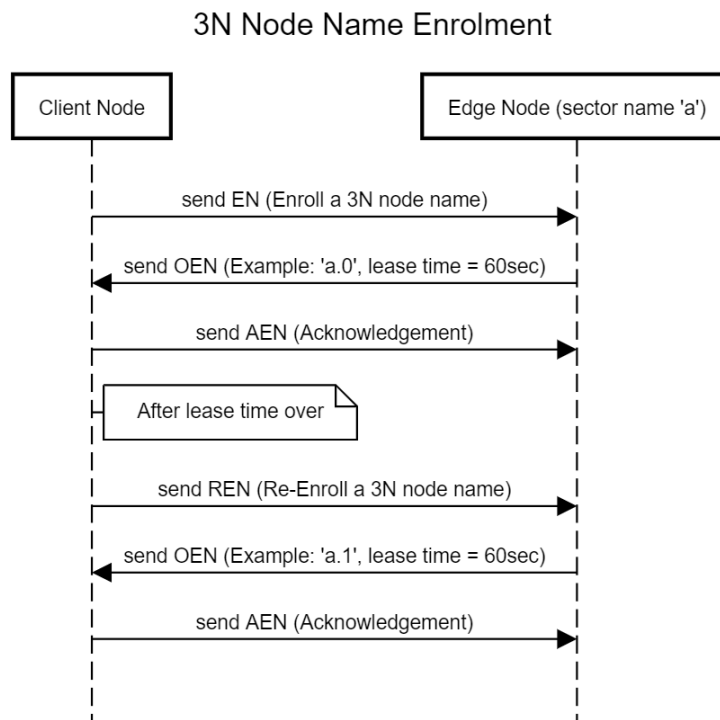 3N Node Name Enrolment
Client Node
Edge Node (sector name 'a')
send EN (Enroll a 3N node name)
send OEN (Example: 'a.0', lease time = 60sec)
send AEN (Acknowledgement)
After lease time over
send REN (Re-Enroll a 3N node name)
send OEN (Example: 'a.1', lease time = 60sec)
send AEN (Acknowledgement)